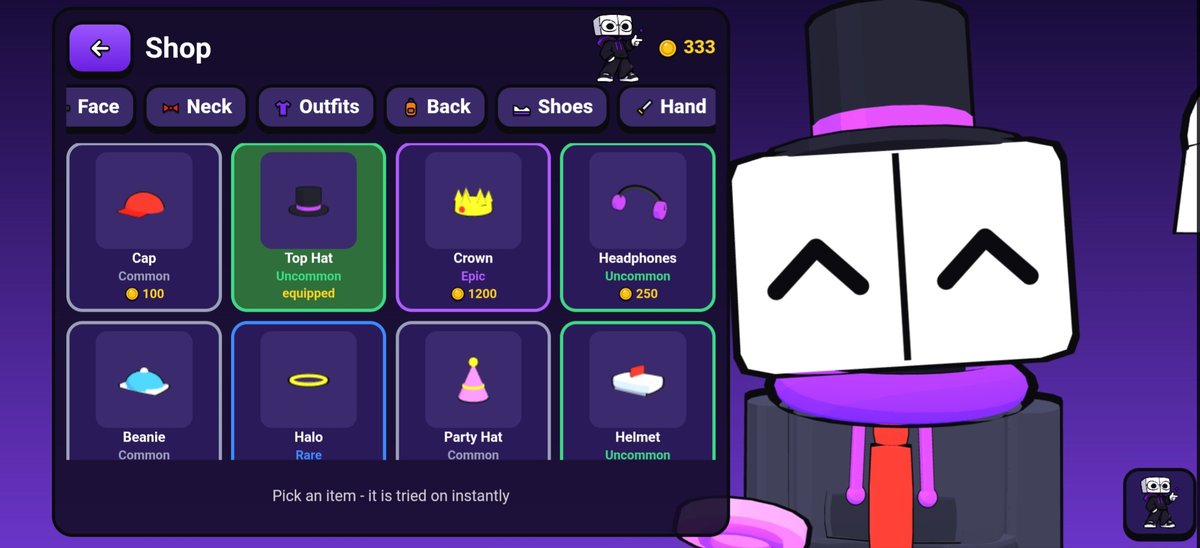 Shop
333
Face
Neck
Outfits
Back
Shoes
Hand
Cap
Common
100
Top Hat
Uncommon
equipped
Crown
Epic
1200
Headphones
Uncommon
250
Beanie
Common
Halo
Rare
Party Hat
Common
Helmet
Uncommon
Pick an item - it is tried on instantly